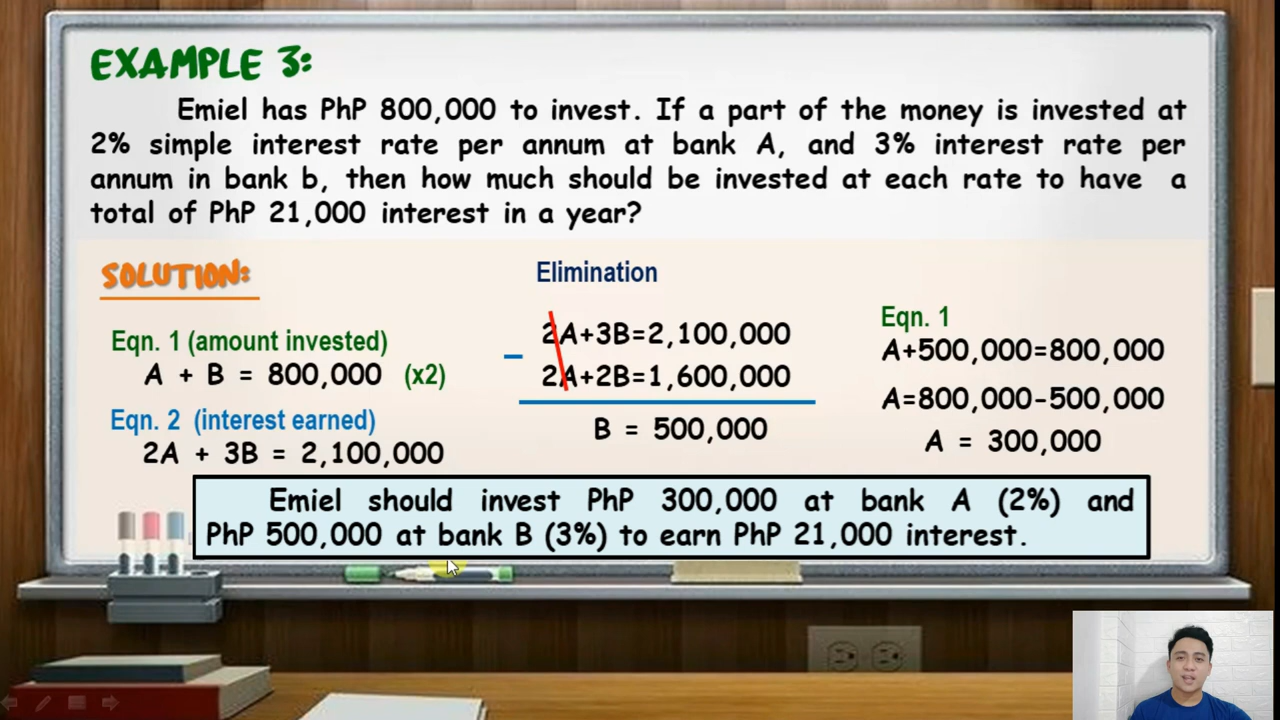 EXAMPLE 3:
Emiel has PhP 800,000 to invest. If a part of the money is invested at
2% simple interest rate per annum at bank A, and 3% interest rate per
annum in bank b, then how much should be invested at each rate to have a
total of PhP 21,000 interest in a year?
SOLUTION:
Eqn. 1 (amount invested)
A + B = 800,000 (x2)
Eqn. 2 (interest earned)
2A + 3B = 2,100,000
Elimination
2A+3B=2,100,000
− 2A+2B=1,600,000
B = 500,000
Eqn. 1
A+500,000=800,000
A=800,000-500,000
A = 300,000
Emiel should invest PhP 300,000 at bank A (2%) and
PhP 500,000 at bank B (3%) to earn PhP 21,000 interest.